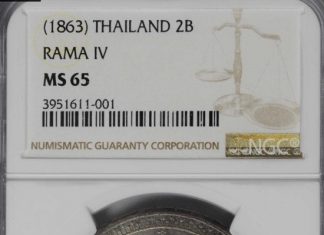 (1863) THAILAND 2B
RAMA IV
MS 65
3951611-001
NUMISMATIC GUARANTY CORPORATION
NGC